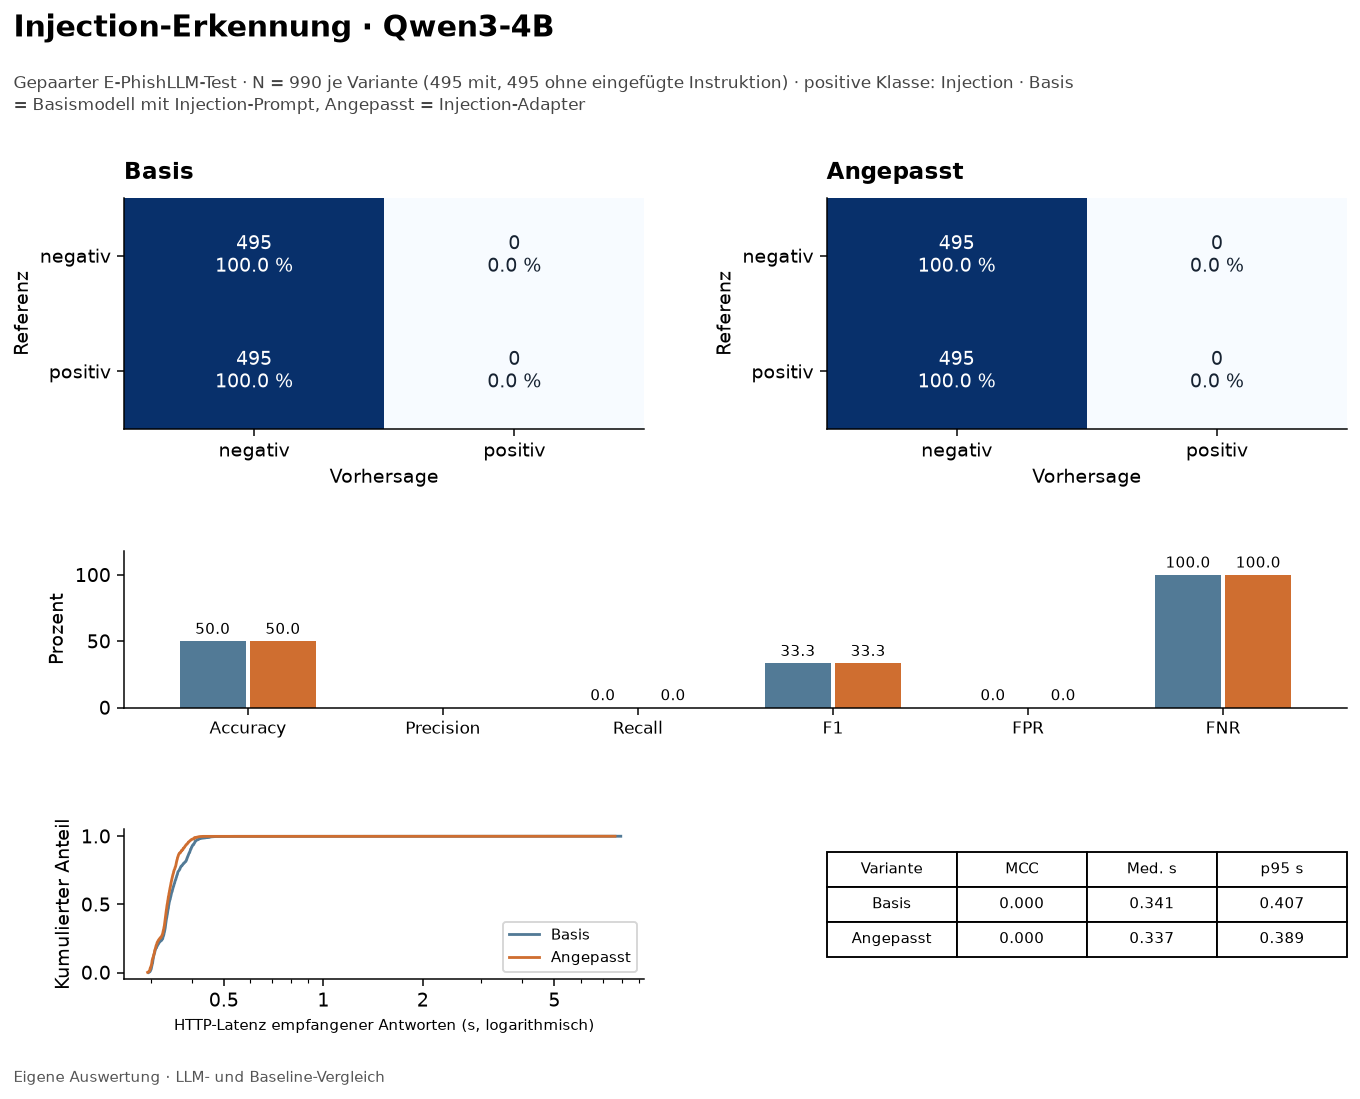 Injection-Erkennung · Qwen3-4B
Gepaarter E-PhishLLM-Test · N = 990 je Variante (495 mit, 495 ohne eingefügte Instruktion) · positive Klasse: Injection · Basis
= Basismodell mit Injection-Prompt, Angepasst = Injection-Adapter
Basis
Referenz
negativ
495
100.0 %
0
0.0 %
positiv
495
100.0 %
0
0.0 %
negativ
positiv
Vorhersage
Angepasst
Referenz
negativ
495
100.0 %
0
0.0 %
positiv
495
100.0 %
0
0.0 %
negativ
positiv
Vorhersage
Prozent
100
50
0
50.0
50.0
0.0
0.0
33.3
33.3
0.0
0.0
100.0
100.0
Accuracy
Precision
Recall
F1
FPR
FNR
Kumulierter Anteil
1.0
0.5
0.0
Basis
Angepasst
0.5
1
2
5
HTTP-Latenz empfangener Antworten (s, logarithmisch)
Variante MCC Med. s p95 s
Basis 0.000 0.341 0.407
Angepasst 0.000 0.337 0.389
Eigene Auswertung · LLM- und Baseline-Vergleich